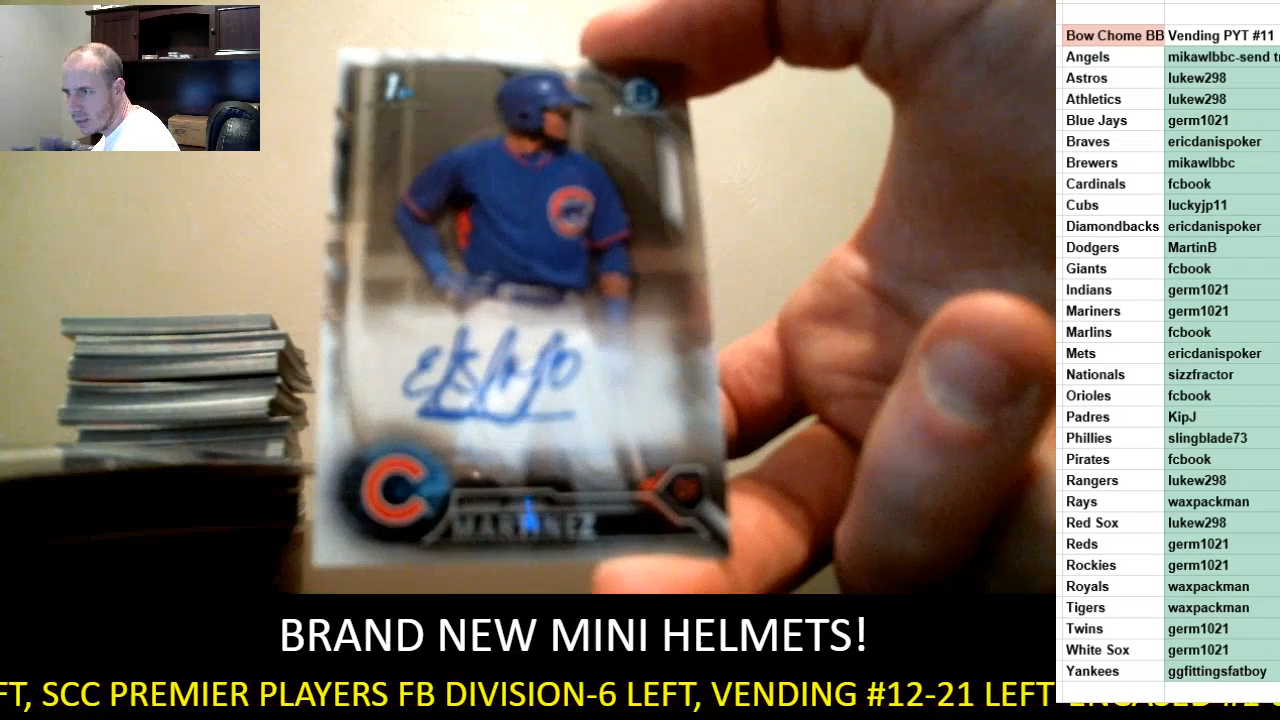 1st
MARTINEZ
BRAND NEW MINI HELMETS!
FT, SCC PREMIER PLAYERS FB DIVISION-6 LEFT, VENDING #12-21 LEFT
Bow Chome BB Vending PYT #11
Angels mikawlbbc-send
Astros lukew298
Athletics lukew298
Blue Jays germ1021
Braves ericdanispoker
Brewers mikawlbbc
Cardinals fcbook
Cubs luckyjp11
Diamondbacks ericdanispoker
Dodgers MartinB
Giants fcbook
Indians germ1021
Mariners germ1021
Marlins fcbook
Mets ericdanispoker
Nationals sizzfractor
Orioles fcbook
Padres KipJ
Phillies slingblade73
Pirates fcbook
Rangers lukew298
Rays waxpackman
Red Sox lukew298
Reds germ1021
Rockies germ1021
Royals waxpackman
Tigers waxpackman
Twins germ1021
White Sox germ1021
Yankees ggfittingsfatboy